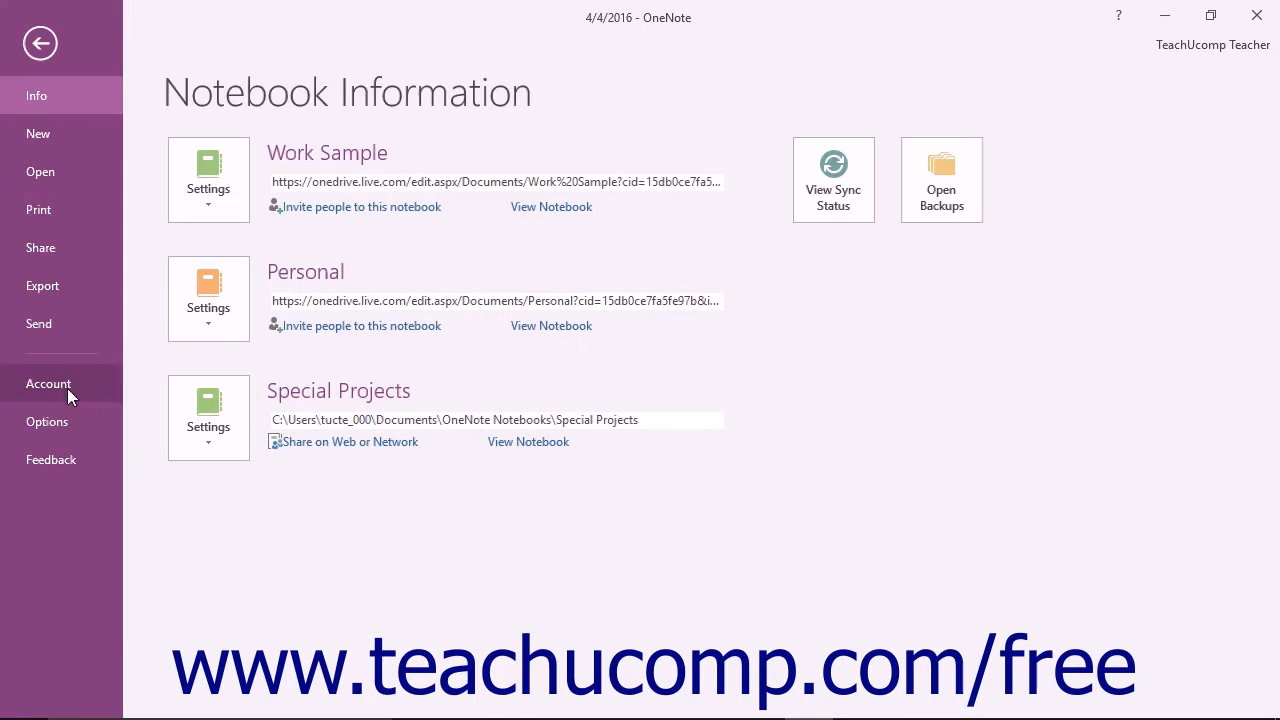 4/4/2016 - OneNote
?
TeachUcomp Teacher
Info
New
Open
Print
Share
Export
Send
Account
Options
Feedback
Notebook Information
Settings
Work Sample
https://onedrive.live.com/edit.aspx/Documents/Work%20Sample?cid=15db0ce7fa5...
Invite people to this notebook
View Notebook
View Sync
Status
Open
Backups
Settings
Personal
https://onedrive.live.com/edit.aspx/Documents/Personal?cid=15db0ce7fa5fe97b&i...
Invite people to this notebook
View Notebook
Settings
Special Projects
C:\Users\tucte_000\Documents\OneNote Notebooks\Special Projects
Share on Web or Network
View Notebook
www.teachucomp.com/free